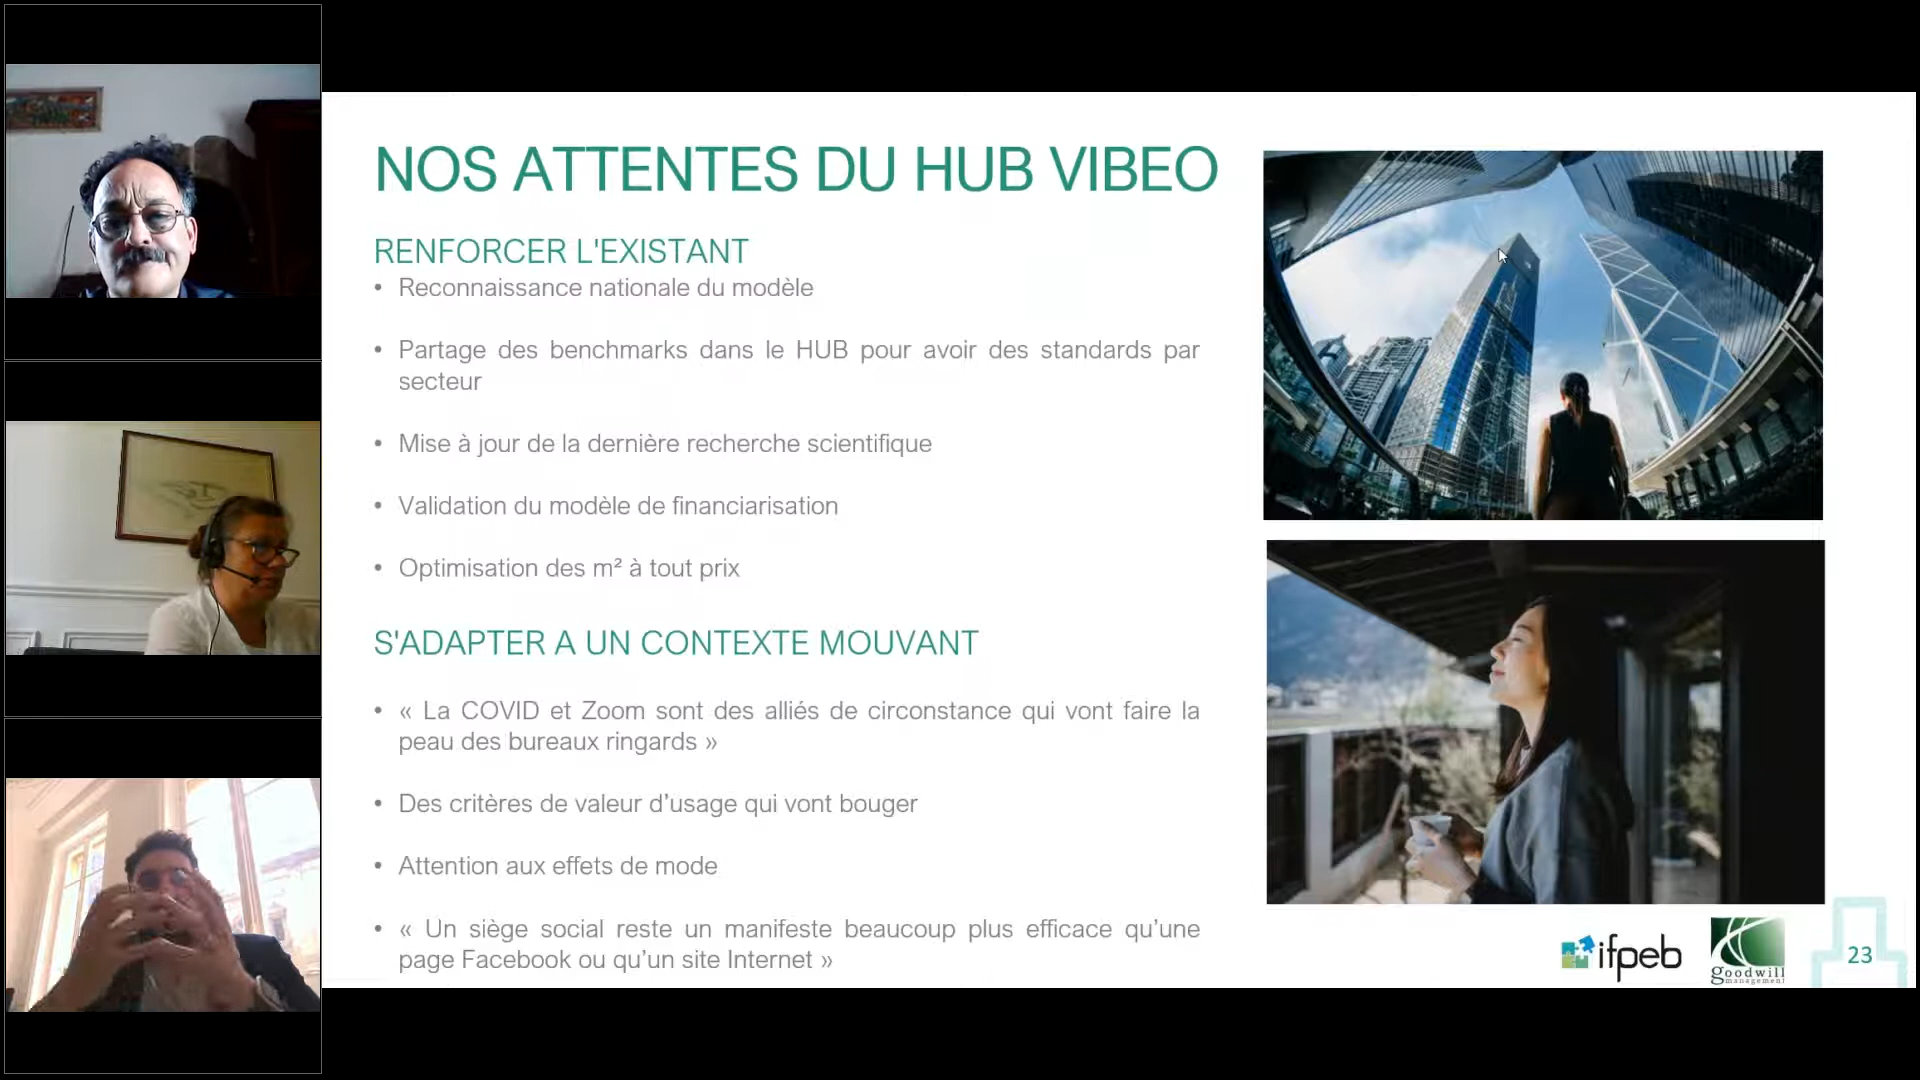 NOS ATTENTES DU HUB VIBEO
RENFORCER L'EXISTANT
• Reconnaissance nationale du modèle
• Partage des benchmarks dans le HUB pour avoir des standards par
secteur
• Mise à jour de la dernière recherche scientifique
• Validation du modèle de financiarisation
• Optimisation des m² à tout prix
S'ADAPTER A UN CONTEXTE MOUVANT
• « La COVID et Zoom sont des alliés de circonstance qui vont faire la
peau des bureaux ringards »
• Des critères de valeur d’usage qui vont bouger
• Attention aux effets de mode
• « Un siège social reste un manifeste beaucoup plus efficace qu’une
page Facebook ou qu’un site Internet »
ifpeb
goodwill
management
23